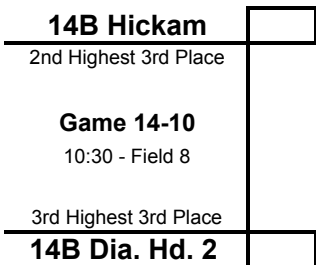 14B Hickam
2nd Highest 3rd Place
Game 14-10
10:30 - Field 8
3rd Highest 3rd Place
14B Dia. Hd. 2